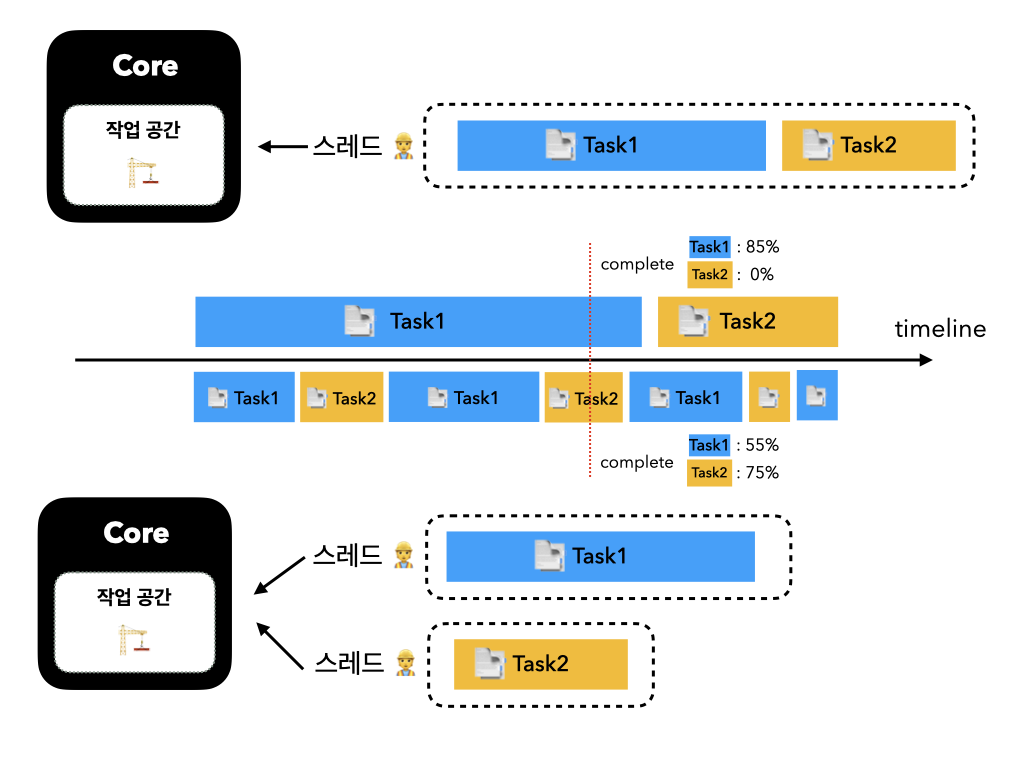 Core
작업 공간
스레드
Task1
Task2
complete
Task1 : 85%
Task2 : 0%
Task1
Task2
timeline
Task1
Task2
Task1
Task2
Task1
complete
Task1 : 55%
Task2 : 75%
Core
작업 공간
스레드
Task1
스레드
Task2